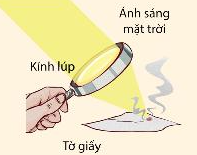 Ánh sáng
mặt trời
Kính lúp
Tờ giấy